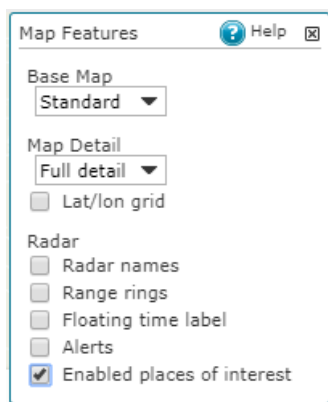 Map Features Help
Base Map
Standard
Map Detail
Full detail
Lat/lon grid
Radar
Radar names
Range rings
Floating time label
Alerts
Enabled places of interest